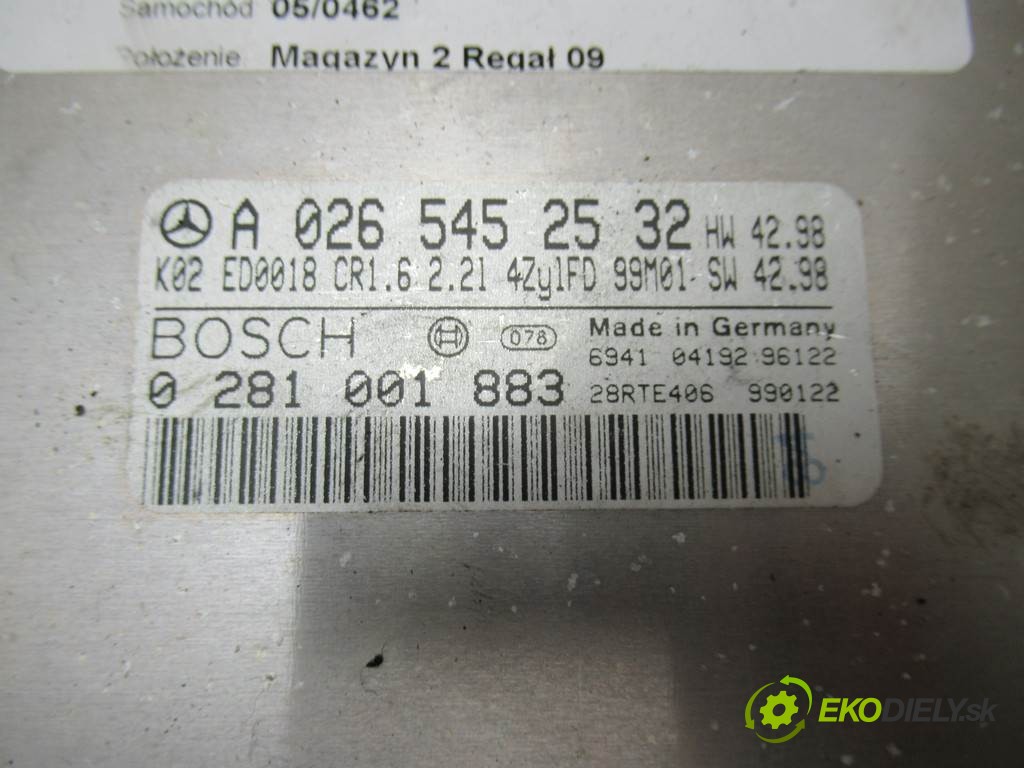 Samochód 05/0462
Położenie Magazyn 2 Regał 09
A 026 545 25 32 HW 42.98
K02 ED0018 CR1.6 2.2l 4ZylFD 99M01- SW 42.98
BOSCH 078 Made in Germany
6941 04192 96122
0 281 001 883 28RTE406 990122
EKODIELY.sk